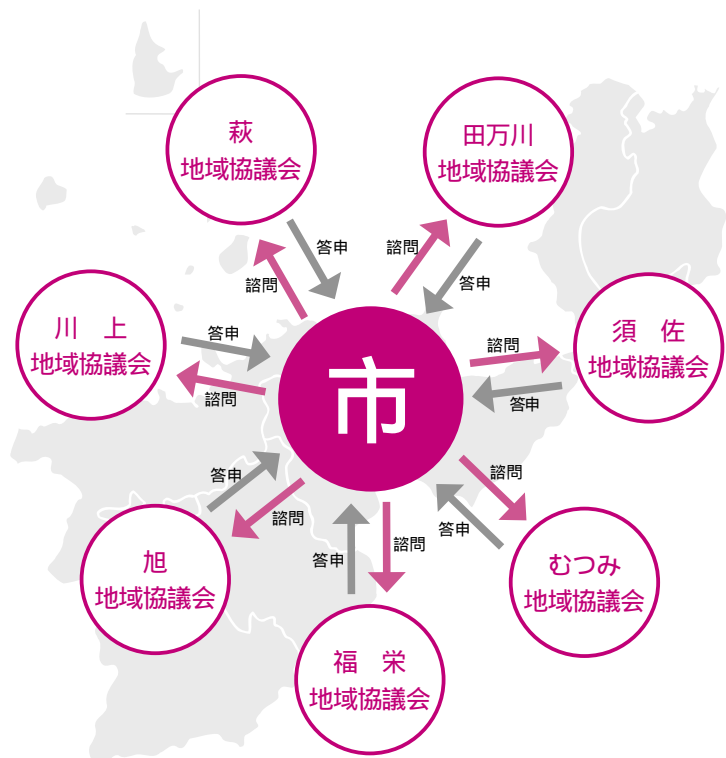 萩
地域協議会
田万川
地域協議会
答申
諮問
諮問
答申
川　上
地域協議会
答申
諮問
市
諮問
答申
須　佐
地域協議会
答申
諮問
旭
地域協議会
諮問
答申
むつみ
地域協議会
答申
諮問
福　栄
地域協議会